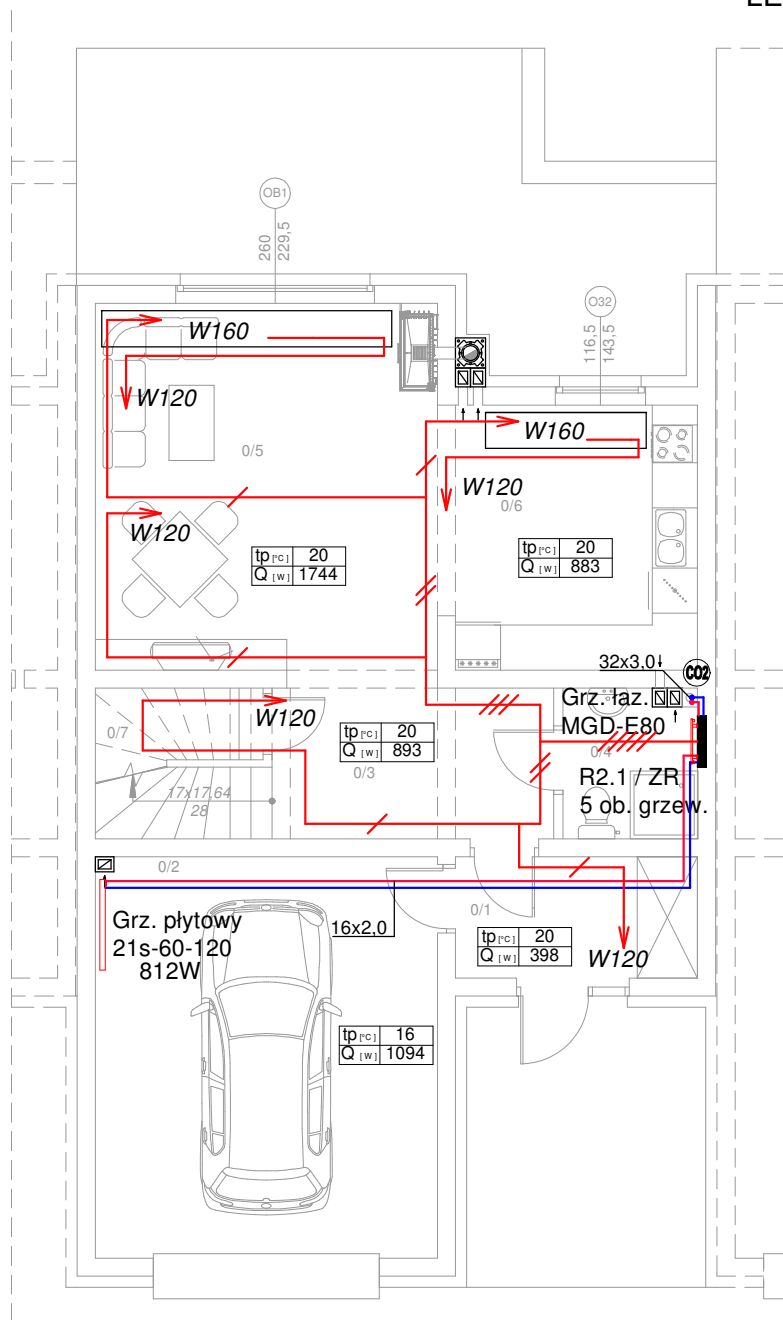 LE
OB1
260
229,5
O32
116,5
143,5
W160
W120
0/5
W160
W120
0/6
W120
tp [°C] 20
Q [W] 1744
tp [°C] 20
Q [W] 883
32x3,0
CO2
Grz. łaz.
MGD-E80
0/4
W120
0/7
tp [°C] 20
Q [W] 893
0/3
R2.1 / ZR
5 ob. grzew.
17x17,64
28
0/2
0/1
Grz. płytowy
21s-60-120
812W
16x2,0
tp [°C] 20
Q [W] 398
W120
tp [°C] 16
Q [W] 1094